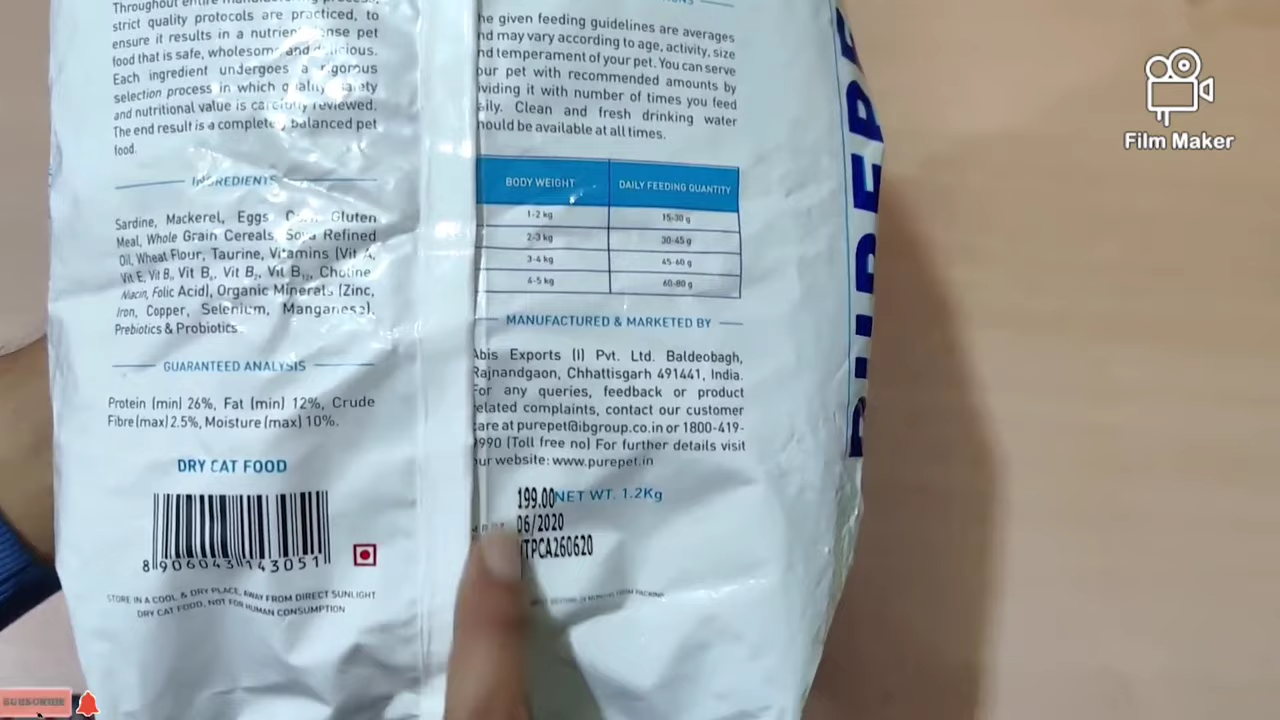 Throughout entire manufacturing process,
strict quality protocols are practiced, to
ensure it results in a nutrient dense pet
food that is safe, wholesome and delicious.
Each ingredient undergoes a rigorous
selection process in which quality safety
and nutritional value is carefully reviewed.
The end result is a complete balanced pet
food.
INGREDIENTS
Sardine, Mackerel, Eggs Corn Gluten
Meal, Whole Grain Cereals, Soya Refined
Oil, Wheat Flour, Taurine, Vitamins (Vit A,
Vit E, Vit B, Vit B, Vit B, Vit B, Choline
Niacin, Folic Acid), Organic Minerals (Zinc,
Iron, Copper, Selenium, Manganese),
Prebiotics & Probiotics
GUARANTEED ANALYSIS
Protein (min) 26%, Fat (min) 12%, Crude
Fibre (max) 2.5%, Moisture (max) 10%.
DRY CAT FOOD
8 906043 143051
STORE IN A COOL & DRY PLACE, AWAY FROM DIRECT SUNLIGHT
DRY CAT FOOD, NOT FOR HUMAN CONSUMPTION
he given feeding guidelines are averages
nd may vary according to age, activity, size
nd temperament of your pet. You can serve
our pet with recommended amounts by
ividing it with number of times you feed
aily. Clean and fresh drinking water
hould be available at all times.
BODY WEIGHT DAILY FEEDING QUANTITY
1-2 kg 15-30 g
2-3 kg 30-45 g
3-4 kg 45-60 g
4-5 kg 60-80 g
MANUFACTURED & MARKETED BY
Abis Exports (I) Pvt. Ltd. Baldeobagh,
Rajnandgaon, Chhattisgarh 491441, India.
For any queries, feedback or product
related complaints, contact our customer
care at purepet@ibgroup.co.in or 1800-419-
9990 (Toll free no) For further details visit
our website: www.purepet.in
199.00 NET WT. 1.2Kg
06/2020
TPCA260620
PUREPE
Film Maker
SUBSCRIBE